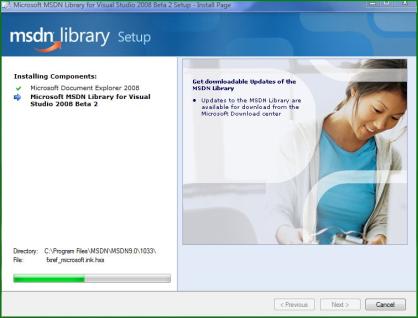 Microsoft MSDN Library for Visual Studio 2008 Beta 2 Setup - Install Page
msdn library Setup
Installing Components:
Microsoft Document Explorer 2008
Microsoft MSDN Library for Visual
Studio 2008 Beta 2
Get downloadable Updates of the
MSDN Library
• Updates to the MSDN Library are
available for download from the
Microsoft Download center
Directory: C:\Program Files\MSDN\MSDN9.0\1033\
File: fxref_microsoft.ink.hxs
< Previous
Next >
Cancel